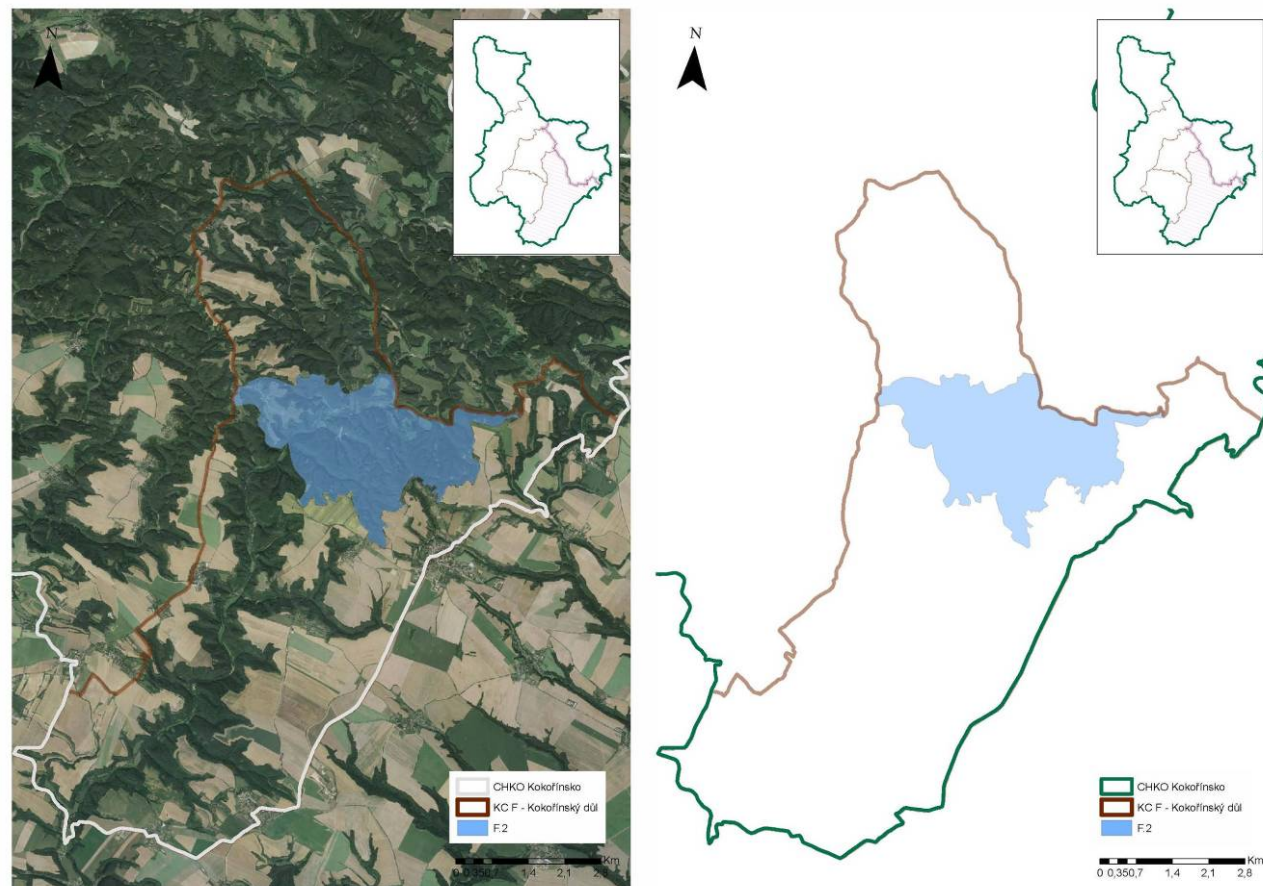 N
CHKO Kokořínsko
KC F - Kokořínský důl
F.2
Km
0 0,350,7 1,4 2,1 2,8
N
CHKO Kokořínsko
KC F - Kokořínský důl
F.2
Km
0 0,350,7 1,4 2,1 2,8